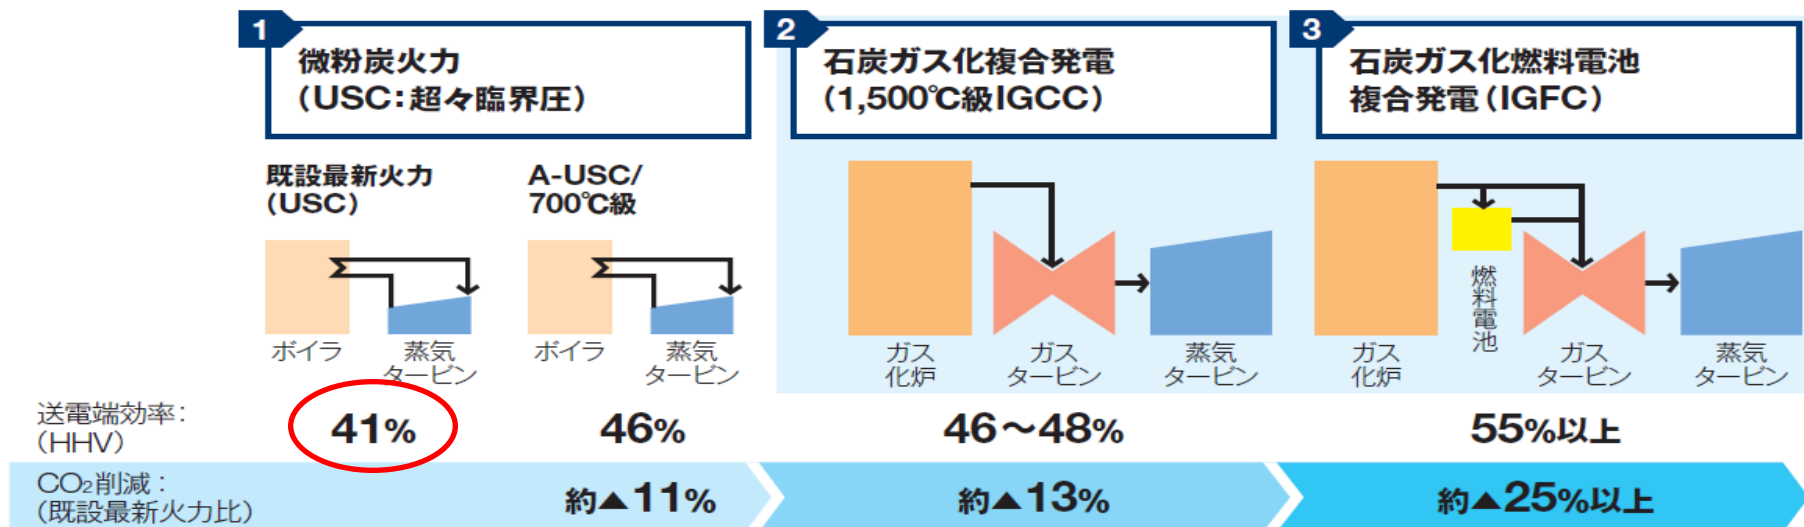 1
微粉炭火力
(USC:超々臨界圧)
2
石炭ガス化複合発電
(1,500℃級IGCC)
3
石炭ガス化燃料電池
複合発電(IGFC)
既設最新火力
(USC)
A-USC/
700℃級
ボイラ
蒸気
タービン
ボイラ
蒸気
タービン
ガス
化炉
ガス
タービン
蒸気
タービン
ガス
化炉
燃料電池
ガス
タービン
蒸気
タービン
送電端効率:
(HHV)
41%
46%
46〜48%
55%以上
CO₂削減:
(既設最新火力比)
約▲11%
約▲13%
約▲25%以上